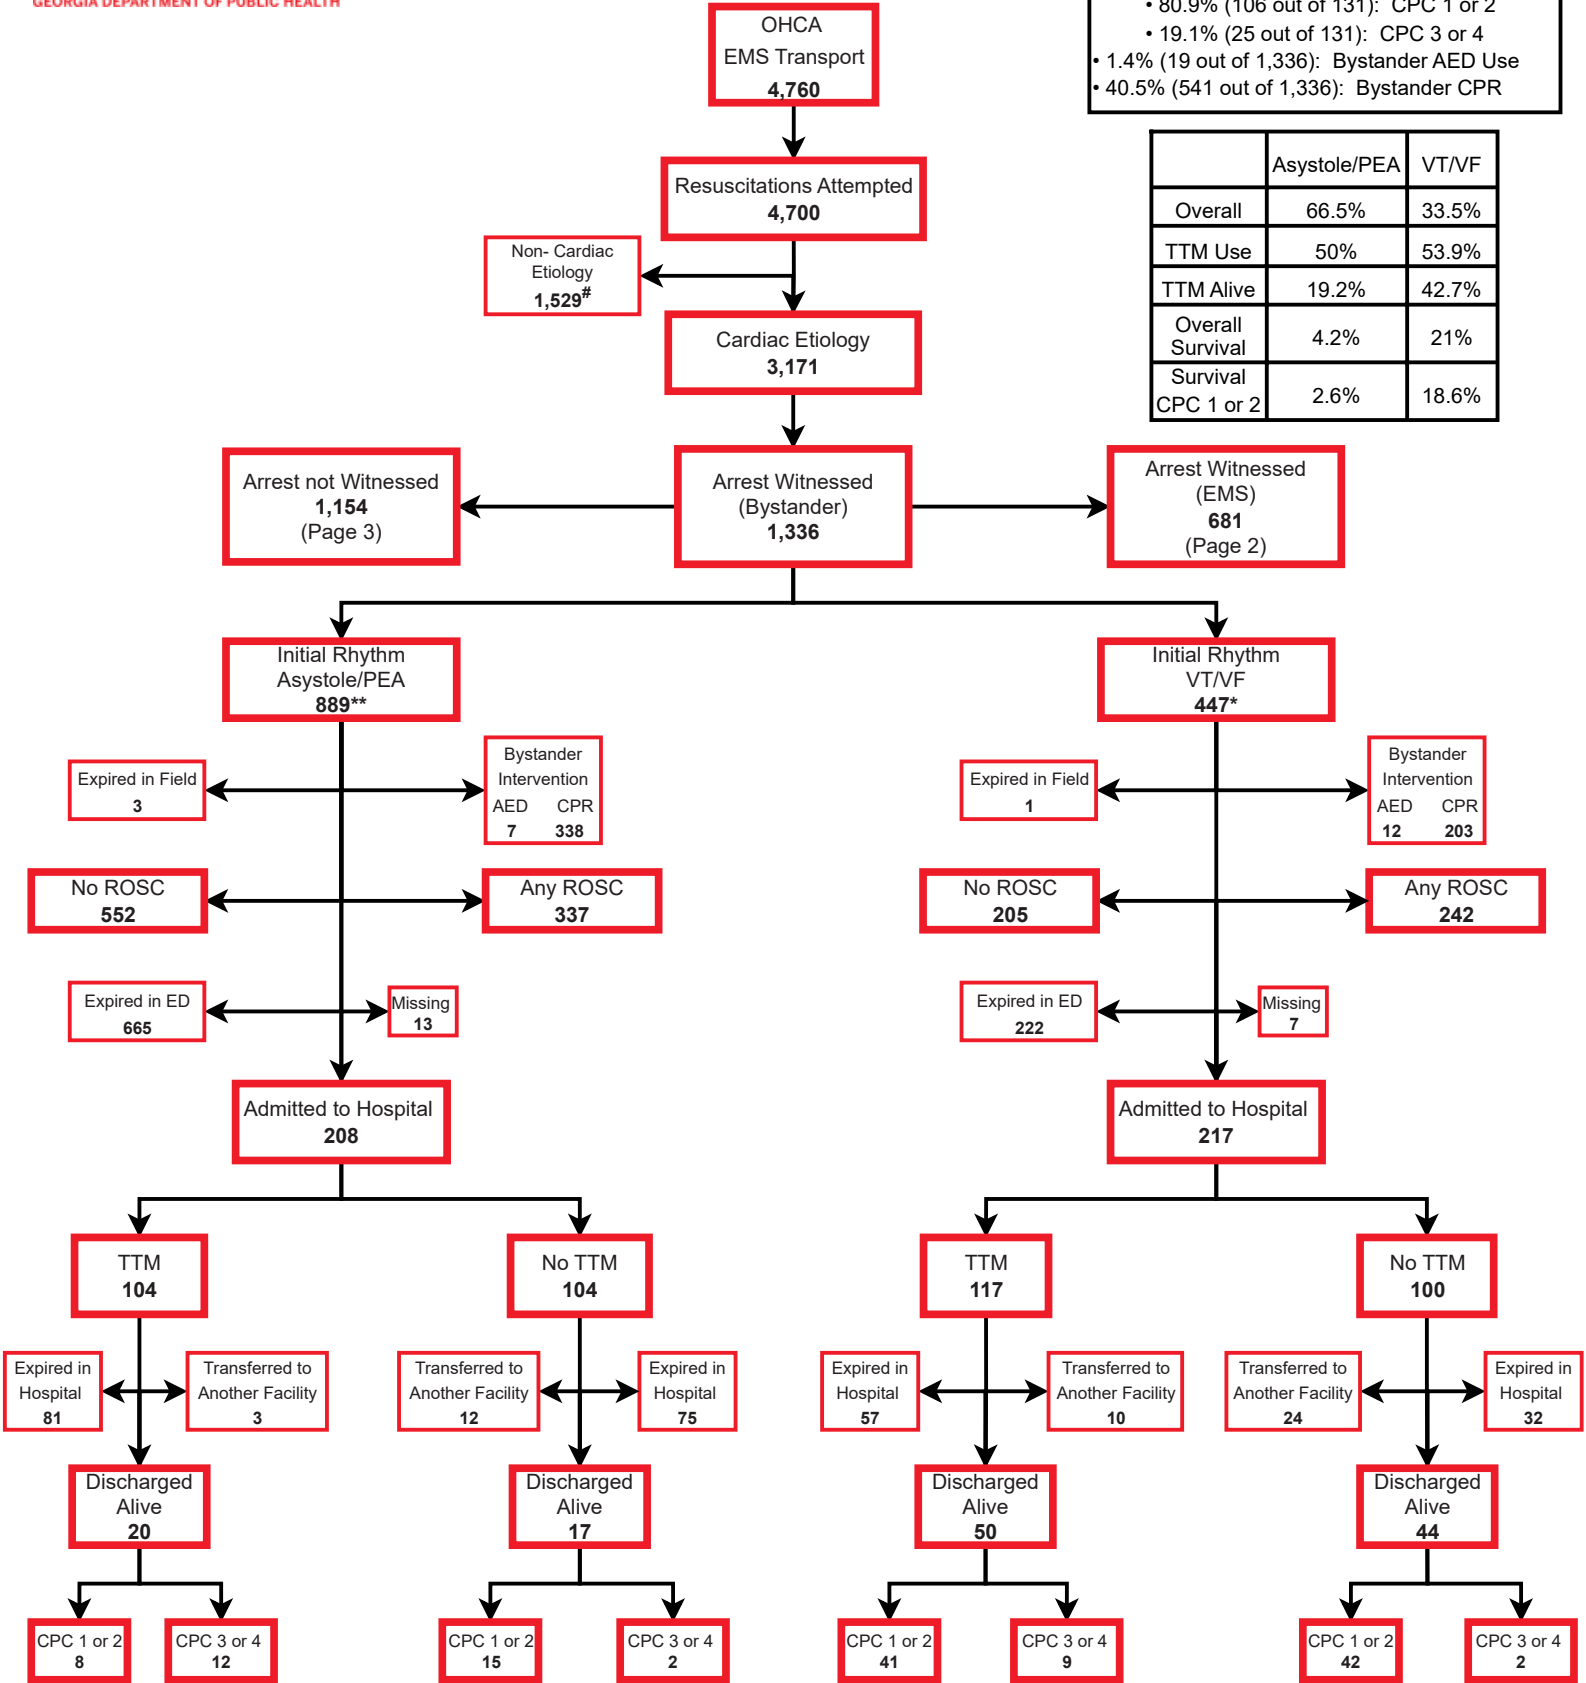 GEORGIA DEPARTMENT OF PUBLIC HEALTH
• 80.9% (106 out of 131): CPC 1 or 2
• 19.1% (25 out of 131): CPC 3 or 4
• 1.4% (19 out of 1,336): Bystander AED Use
• 40.5% (541 out of 1,336): Bystander CPR
OHCA
EMS Transport
4,760
Resuscitations Attempted
4,700
Non- Cardiac
Etiology
1,529#
Cardiac Etiology
3,171
Asystole/PEA VT/VF
Overall 66.5% 33.5%
TTM Use 50% 53.9%
TTM Alive 19.2% 42.7%
Overall
Survival 4.2% 21%
Survival
CPC 1 or 2 2.6% 18.6%
Arrest not Witnessed
1,154
(Page 3)
Arrest Witnessed
(Bystander)
1,336
Arrest Witnessed
(EMS)
681
(Page 2)
Initial Rhythm
Asystole/PEA
889**
Expired in Field
3
Bystander
Intervention
AED CPR
7 338
No ROSC
552
Any ROSC
337
Expired in ED
665
Missing
13
Admitted to Hospital
208
TTM
104
No TTM
104
Expired in
Hospital
81
Transferred to
Another Facility
3
Transferred to
Another Facility
12
Expired in
Hospital
75
Discharged
Alive
20
Discharged
Alive
17
CPC 1 or 2
8
CPC 3 or 4
12
CPC 1 or 2
15
CPC 3 or 4
2
Initial Rhythm
VT/VF
447*
Expired in Field
1
Bystander
Intervention
AED CPR
12 203
No ROSC
205
Any ROSC
242
Expired in ED
222
Missing
7
Admitted to Hospital
217
TTM
117
No TTM
100
Expired in
Hospital
57
Transferred to
Another Facility
10
Transferred to
Another Facility
24
Expired in
Hospital
32
Discharged
Alive
50
Discharged
Alive
44
CPC 1 or 2
41
CPC 3 or 4
9
CPC 1 or 2
42
CPC 3 or 4
2